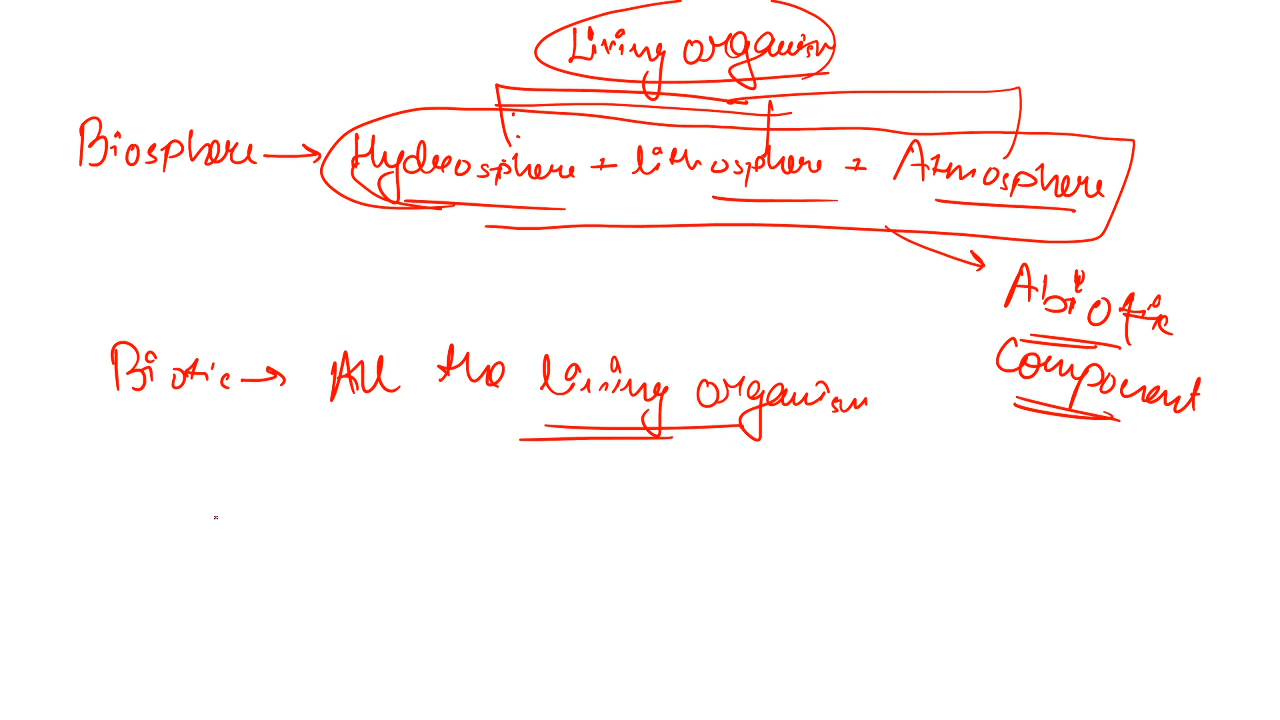 Living organism
Biosphere → Hydrosphere + lithosphere + Atmosphere
Abiotic
Component
Biotic → All the living organism